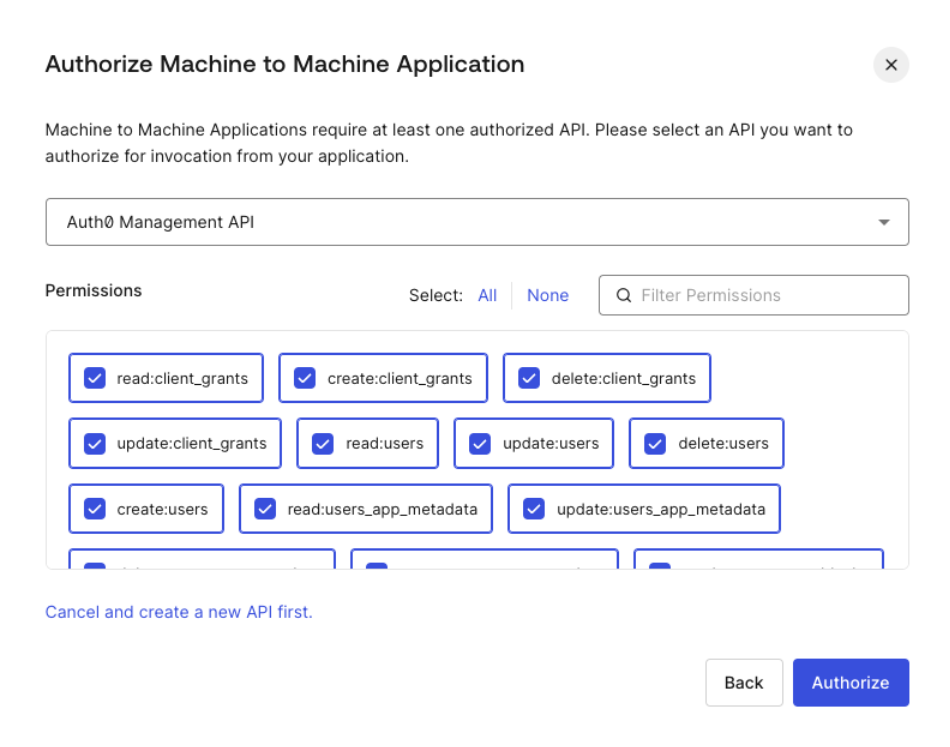 Authorize Machine to Machine Application
Machine to Machine Applications require at least one authorized API. Please select an API you want to
authorize for invocation from your application.
Auth0 Management API
Permissions
Select: All None
Filter Permissions
read:client_grants create:client_grants delete:client_grants
update:client_grants read:users update:users delete:users
create:users read:users_app_metadata update:users_app_metadata
Cancel and create a new API first.
Back Authorize